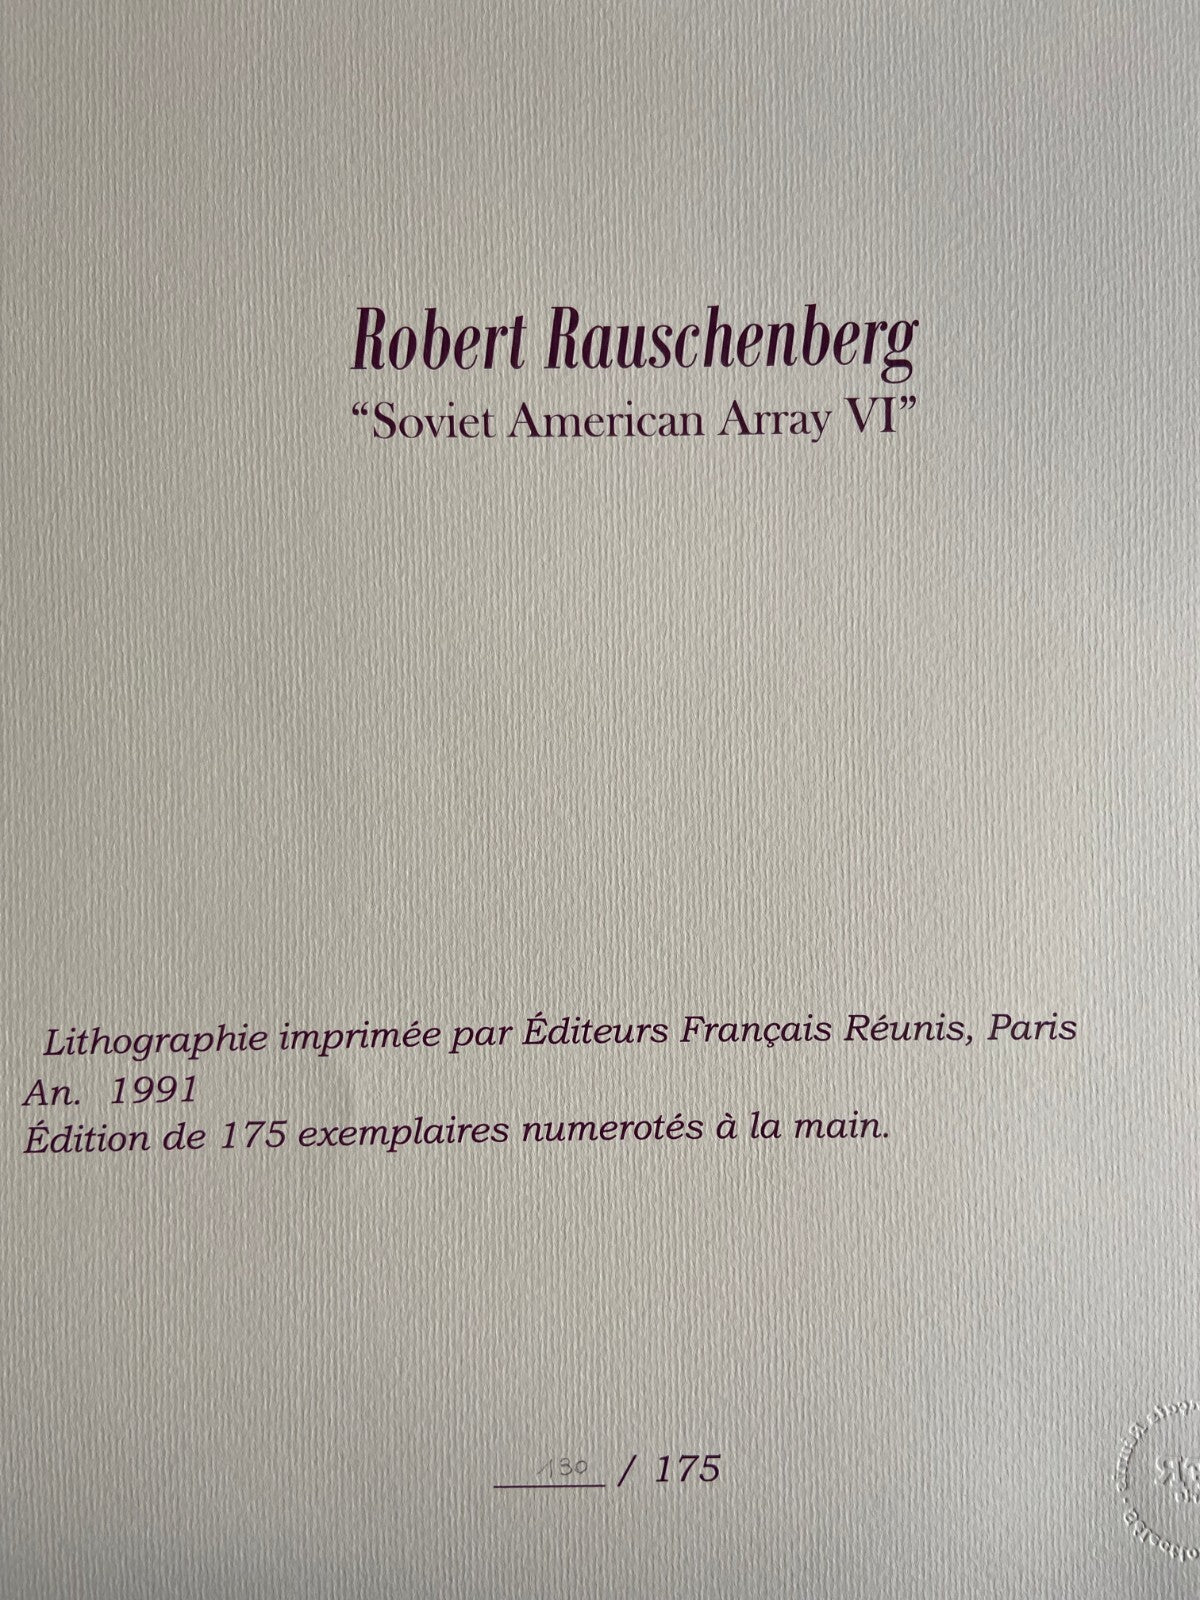 Robert Rauschenberg
“Soviet American Array VI”
Lithographie imprimée par Éditeurs Français Réunis, Paris
An. 1991
Édition de 175 exemplaires numerotés à la main.
130 / 175